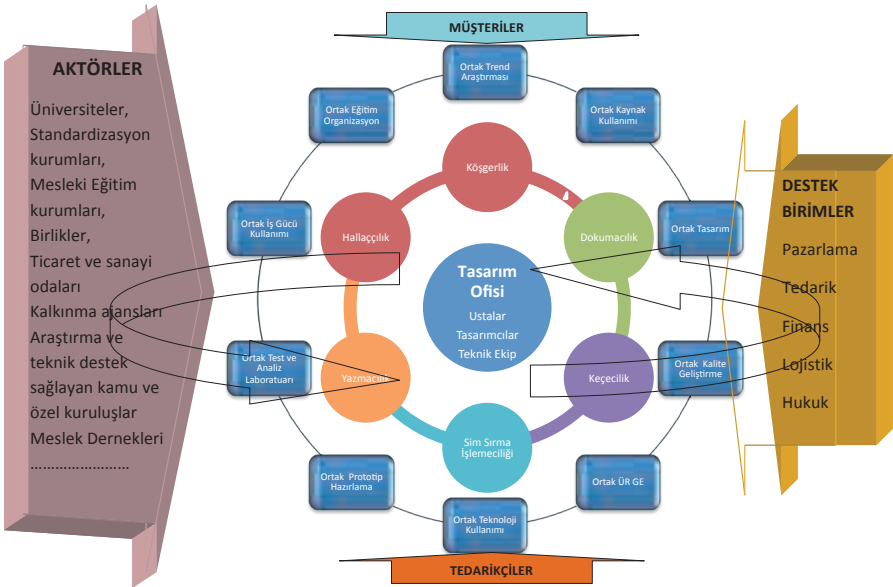 MÜŞTERİLER
AKTÖRLER
Üniversiteler,
Standardizasyon
kurumları,
Mesleki Eğitim
kurumları,
Birlikler,
Ticaret ve sanayi
odaları
Kalkınma ajansları
Araştırma ve
teknik destek
sağlayan kamu ve
özel kuruluşlar
Meslek Dernekleri
........................
Ortak Trend
Araştırması
Ortak Kaynak
Kullanımı
Ortak Tasarım
Ortak Kalite
Geliştirme
Ortak ÜR GE
Ortak Teknoloji
Kullanımı
Ortak Prototip
Hazırlama
Ortak Test ve
Analiz
Laboratuarı
Ortak İş Gücü
Kullanımı
Ortak Eğitim
Organizasyon
Köşgerlik
Dokumacılık
Keçecilik
Sim Sırma
İşlemeciliği
Yazmacılık
Hallaççılık
Tasarım
Ofisi
Ustalar
Tasarımcılar
Teknik Ekip
DESTEK
BİRİMLER
Pazarlama
Tedarik
Finans
Lojistik
Hukuk
TEDARİKÇİLER